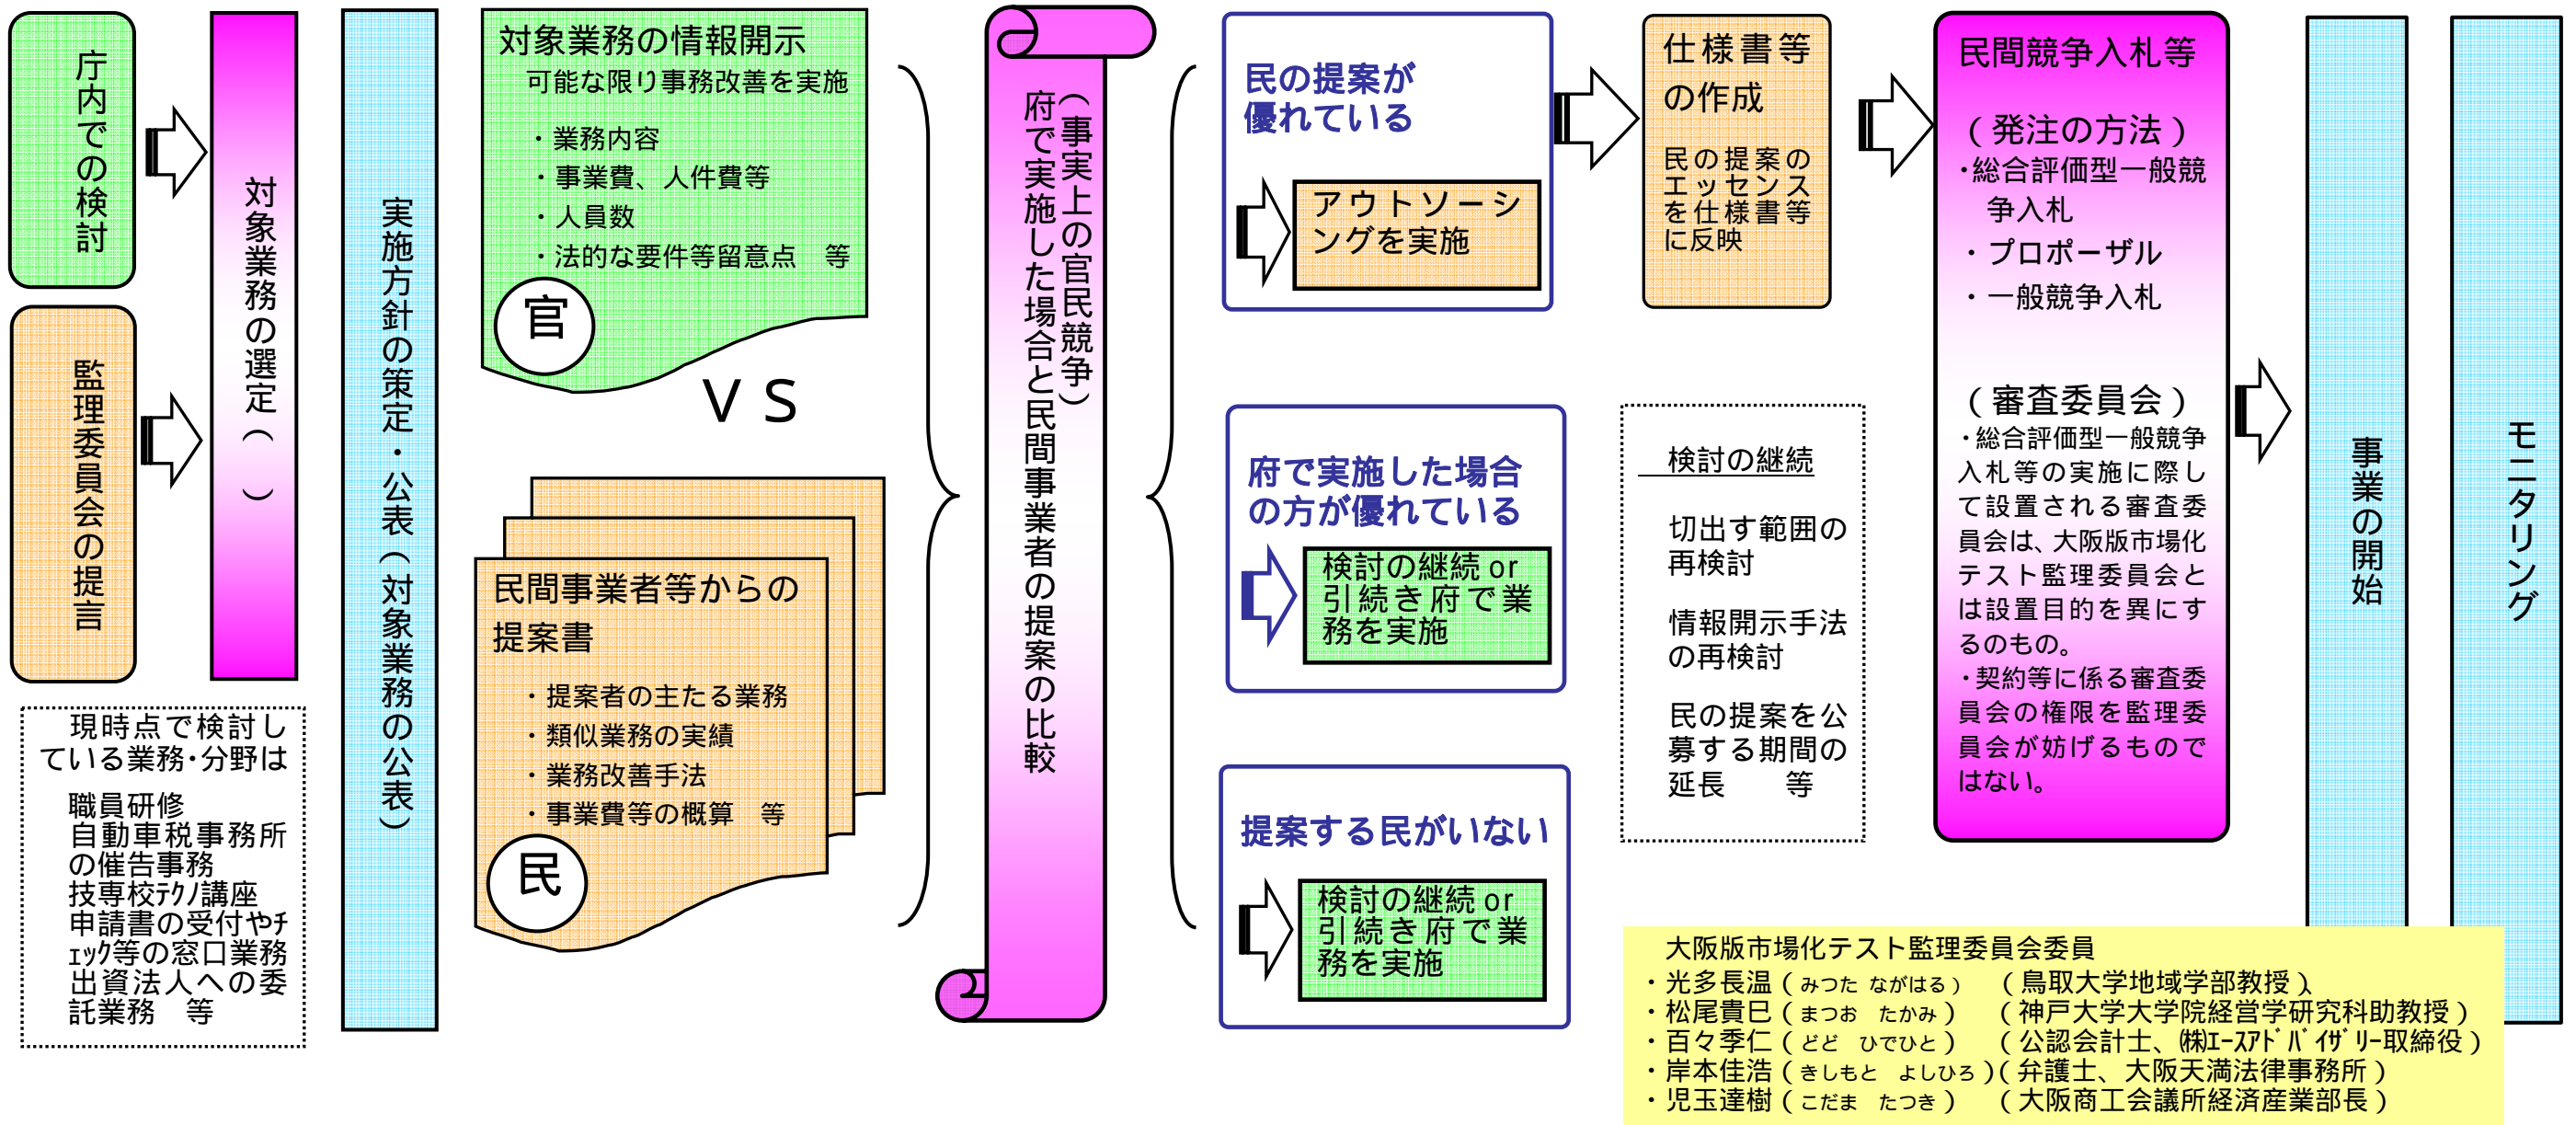 庁内での検討
監理委員会の提言
対象業務の選定（　）
現時点で検討し
ている業務・分野は
職員研修
自動車税事務所
の催告事務
技専校テクノ講座
申請書の受付やチ
ェック等の窓口業務
出資法人への委
託業務　等
実施方針の策定・公表（対象業務の公表）
対象業務の情報開示
可能な限り事務改善を実施
・業務内容
・事業費、人件費等
・人員数
・法的な要件等留意点　等
官
ＶＳ
民間事業者等からの
提案書
・提案者の主たる業務
・類似業務の実績
・業務改善手法
・事業費等の概算　等
民
（事実上の官民競争）
府で実施した場合と民間事業者の提案の比較
民の提案が
優れている
アウトソーシ
ングを実施
府で実施した場合
の方が優れている
検討の継続 or
引続き府で業
務を実施
提案する民がいない
検討の継続 or
引続き府で業
務を実施
仕様書等
の作成
民の提案の
エッセンス
を仕様書等
に反映
検討の継続
切出す範囲の
再検討
情報開示手法
の再検討
民の提案を公
募する期間の
延長　　等
民間競争入札等
（発注の方法）
・総合評価型一般競
争入札
・プロポーザル
・一般競争入札
（審査委員会）
・総合評価型一般競争
入札等の実施に際し
て設置される審査委
員会は、大阪版市場化
テスト監理委員会と
は設置目的を異にす
るのもの。
・契約等に係る審査委
員会の権限を監理委
員会が妨げるもので
はない。
事業の開始
モニタリング
大阪版市場化テスト監理委員会委員
・光多長温（みつた ながはる）　（鳥取大学地域学部教授）
・松尾貴巳（まつお　たかみ）　（神戸大学大学院経営学研究科助教授）
・百々季仁（どど　ひでひと）　（公認会計士、㈱エースアドバイザリー取締役）
・岸本佳浩（きしもと　よしひろ）（弁護士、大阪天満法律事務所）
・児玉達樹（こだま　たつき）　（大阪商工会議所経済産業部長）